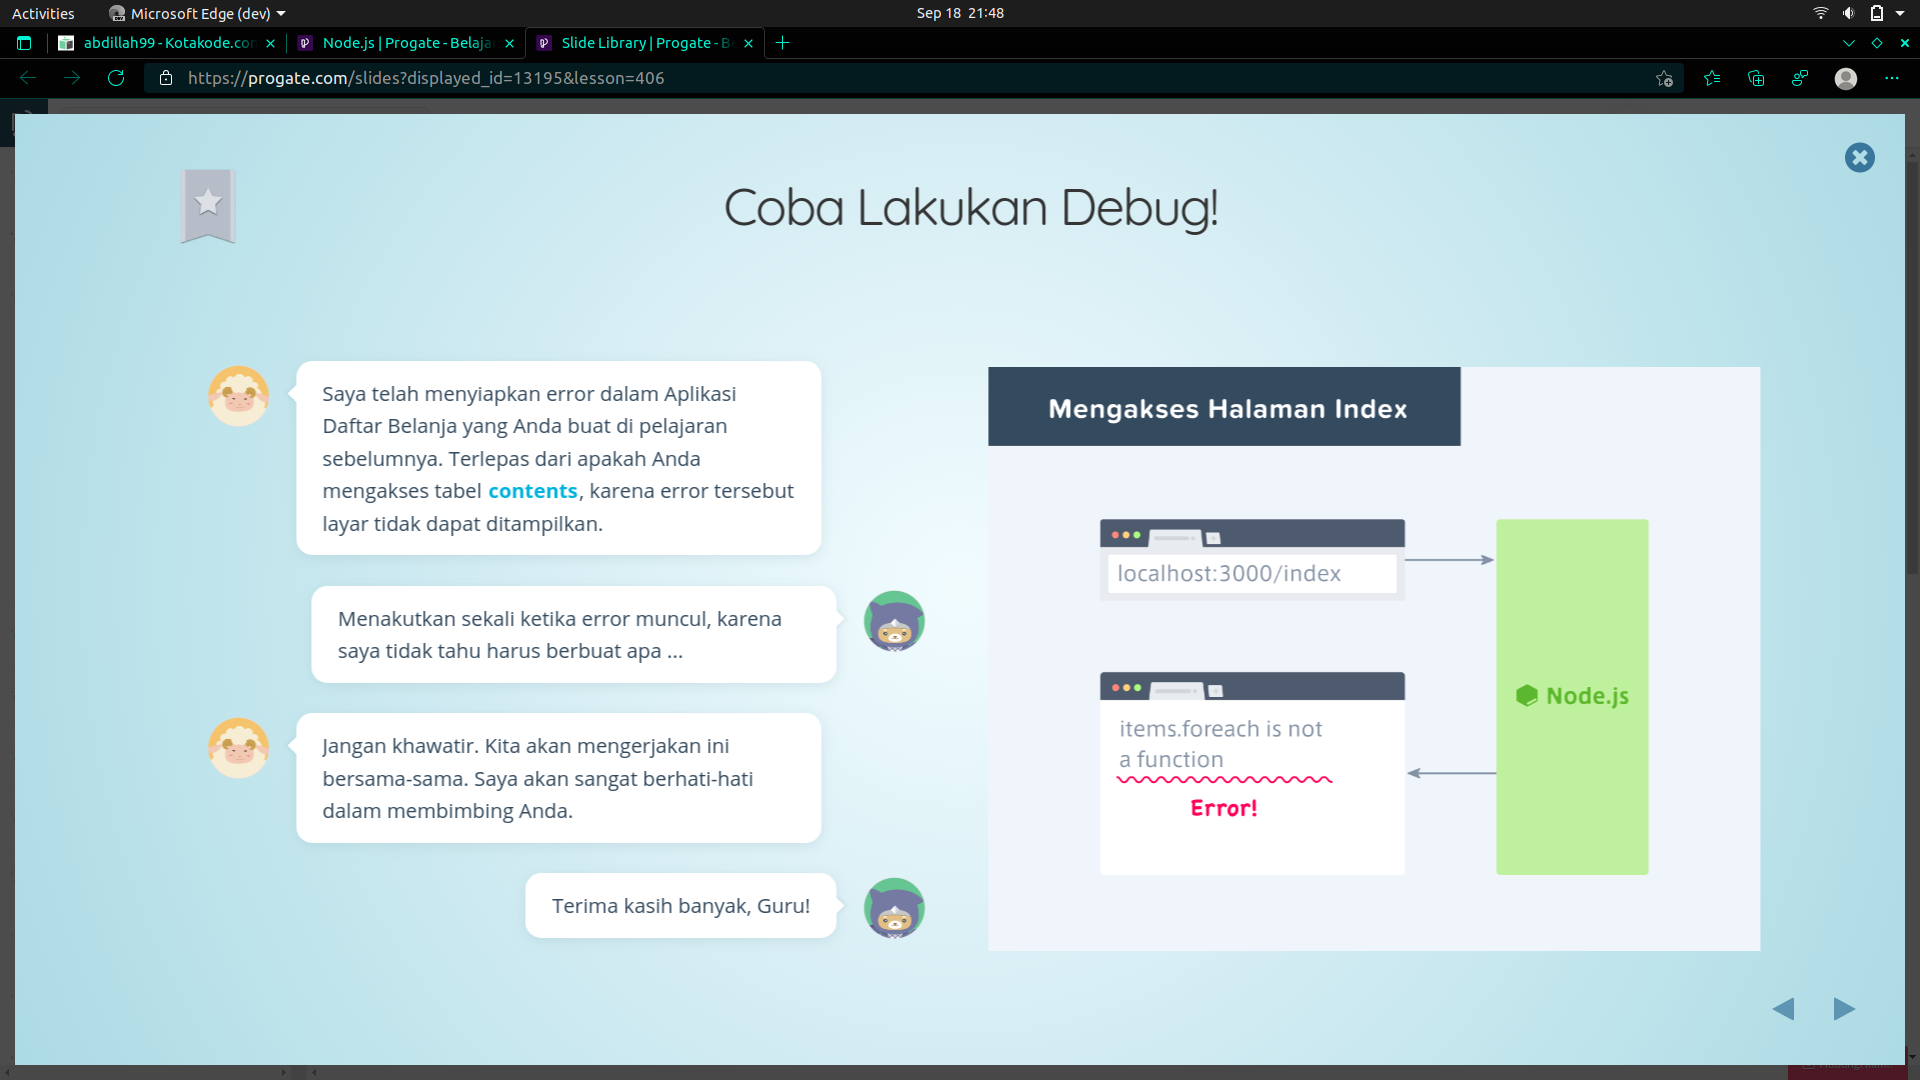 Activities
Microsoft Edge (dev)
Sep 18 21:48
abdillah99 - Kotakode.com
Node.js | Progate - Belaja
Slide Library | Progate - B
https://progate.com/slides?displayed_id=13195&lesson=406
Coba Lakukan Debug!
Saya telah menyiapkan error dalam Aplikasi
Daftar Belanja yang Anda buat di pelajaran
sebelumnya. Terlepas dari apakah Anda
mengakses tabel contents, karena error tersebut
layar tidak dapat ditampilkan.
Menakutkan sekali ketika error muncul, karena
saya tidak tahu harus berbuat apa ...
Jangan khawatir. Kita akan mengerjakan ini
bersama-sama. Saya akan sangat berhati-hati
dalam membimbing Anda.
Terima kasih banyak, Guru!
Mengakses Halaman Index
localhost:3000/index
items.foreach is not
a function
Error!
Node.js